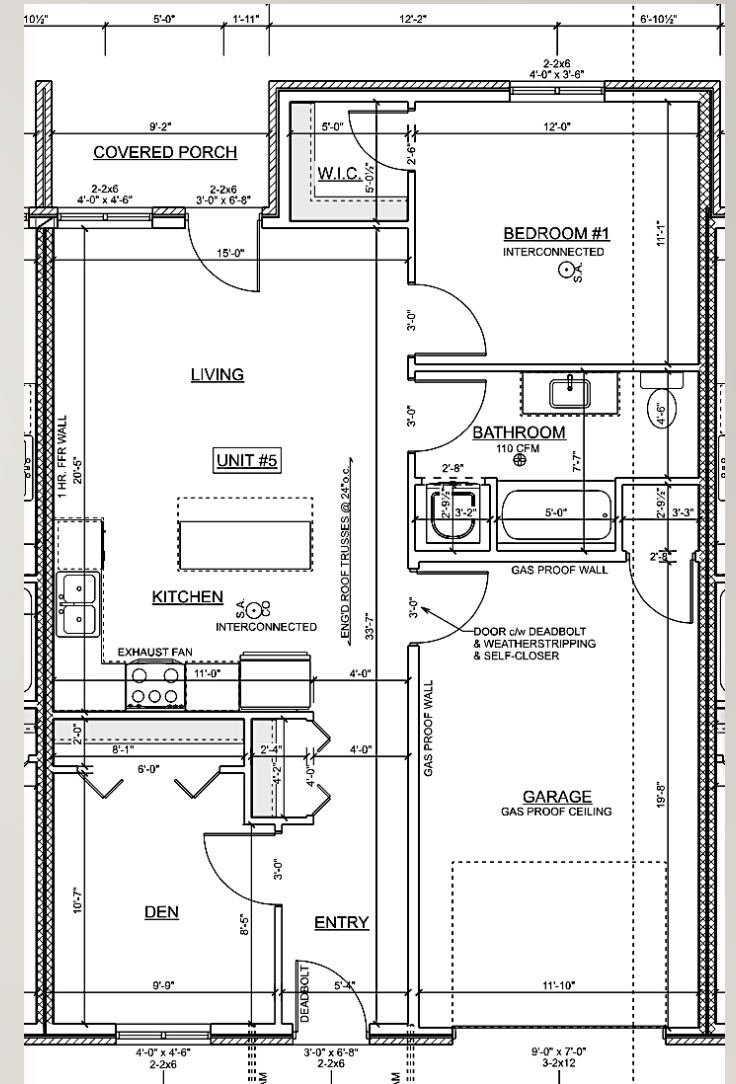 10½"
5'-0"
1'-11"
12'-2"
6'-10½"
2-2x6
4'-0" x 3'-6"
9'-2"
5'-0"
12'-0"
COVERED PORCH
2'-6"
W.I.C.
5'-0½"
2-2x6
4'-0" x 4'-6"
2-2x6
3'-0" x 6'-8"
BEDROOM #1
INTERCONNECTED
S.A.
11'-1"
15'-0"
3'-0"
LIVING
3'-0"
BATHROOM
110 CFM
4'-6"
1 HR. FFR WALL
20'-5"
UNIT #5
2'-8"
7'-7"
2'-9½"
3'-2"
5'-0"
2'-9½"
3'-3"
ENG'D ROOF TRUSSES @ 24"o.c.
2'-8"
GAS PROOF WALL
KITCHEN
S.A.
CO
INTERCONNECTED
33'-7"
3'-0"
DOOR c/w DEADBOLT
& WEATHERSTRIPPING
& SELF-CLOSER
EXHAUST FAN
11'-0"
4'-0"
GAS PROOF WALL
2'-0"
8'-1"
2'-4"
4'-0"
6'-0"
4'-2"
4'-0"
GARAGE
GAS PROOF CEILING
19'-8"
3'-0"
10'-7"
DEN
8'-5"
ENTRY
9'-9"
DEADBOLT
5'-4"
11'-10"
4'-0" x 4'-6"
2-2x6
3'-0" x 6'-8"
2-2x6
9'-0" x 7'-0"
3-2x12